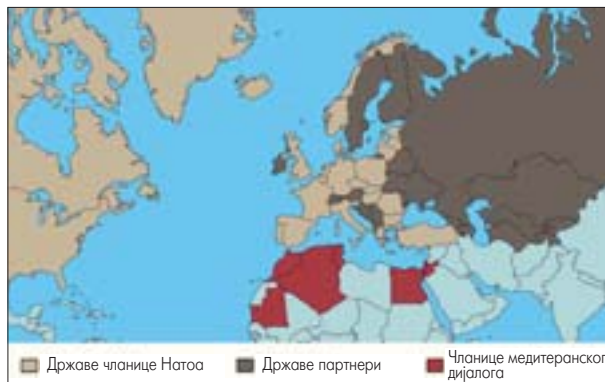 Државе чланице Натоа
Државе партнери
Чланице медитеранског
дијалога